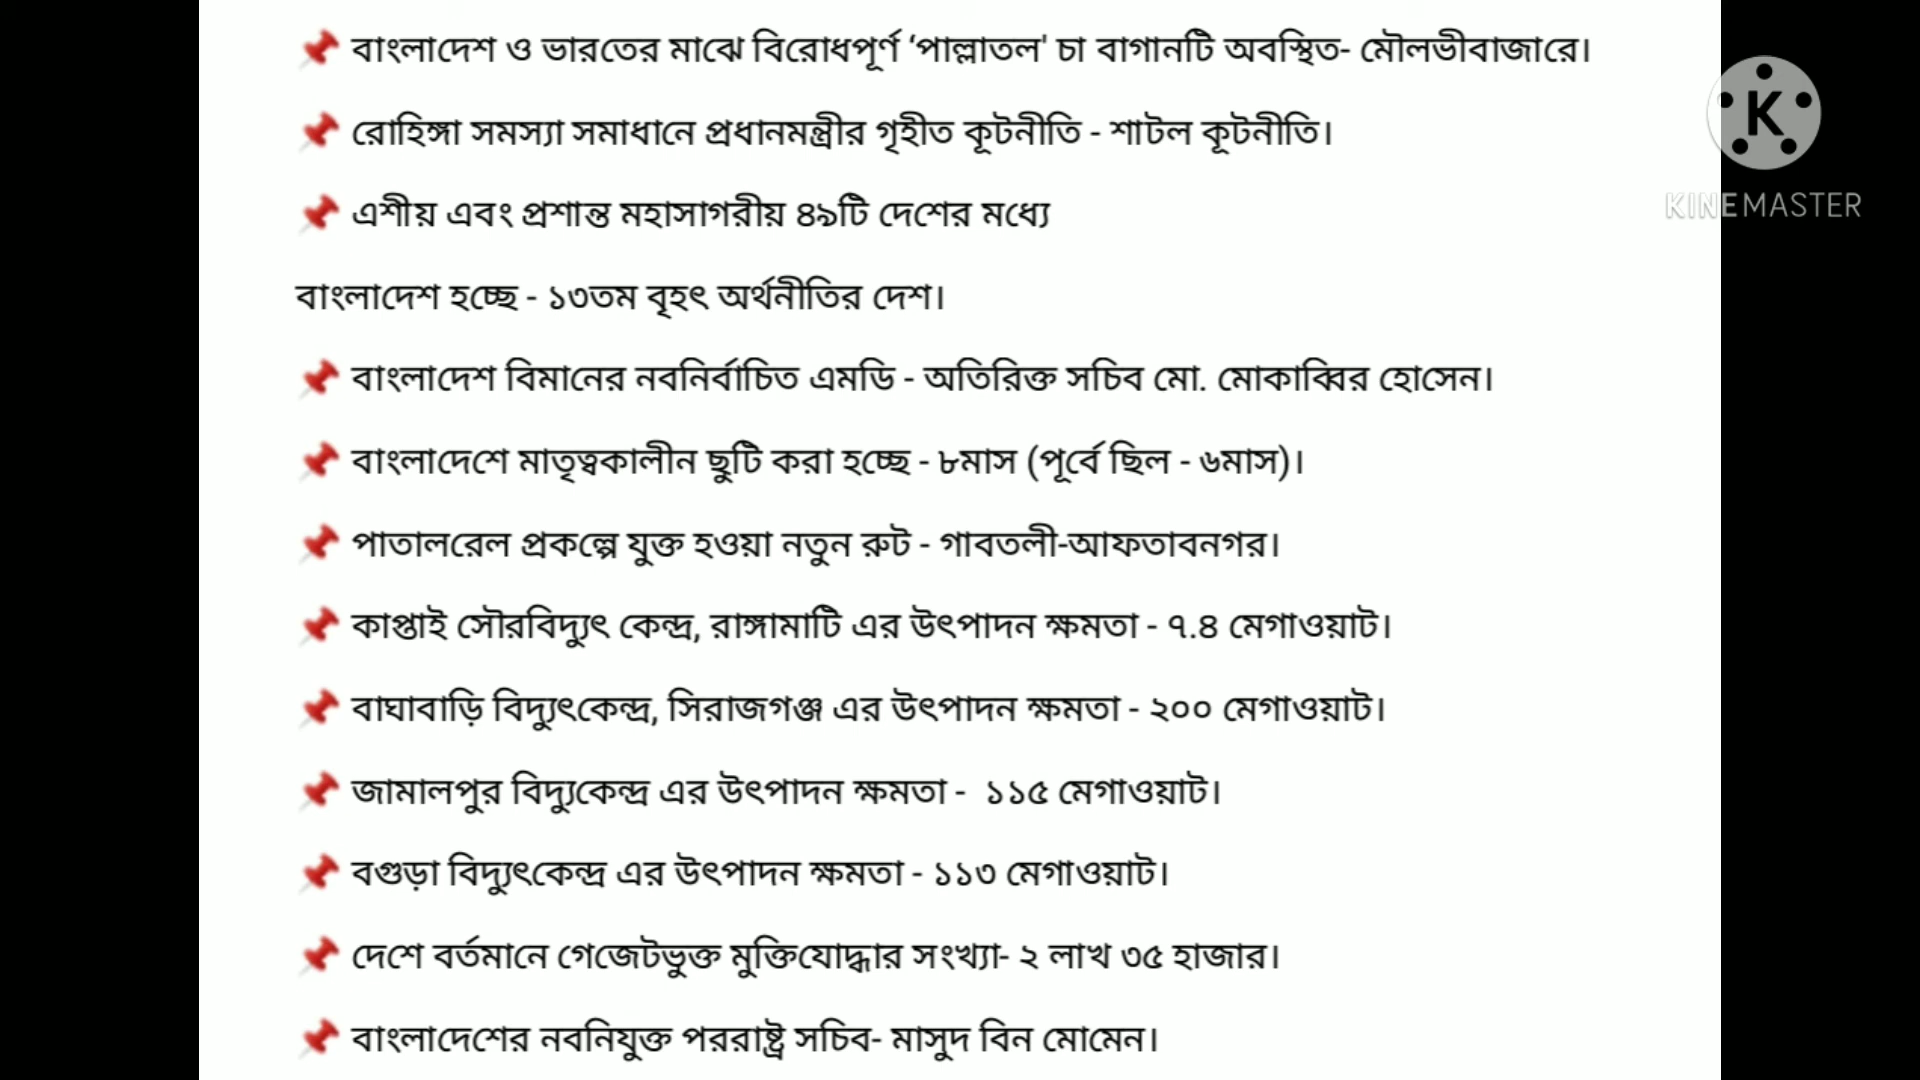 📌 বাংলাদেশ ও ভারতের মাঝে বিরোধপূর্ণ ‘পাল্লাতল' চা বাগানটি অবস্থিত- মৌলভীবাজারে।
📌 রোহিঙ্গা সমস্যা সমাধানে প্রধানমন্ত্রীর গৃহীত কূটনীতি - শাটল কূটনীতি।
KINEMASTER
📌 এশীয় এবং প্রশান্ত মহাসাগরীয় ৪৯টি দেশের মধ্যে
বাংলাদেশ হচ্ছে - ১৩তম বৃহৎ অর্থনীতির দেশ।
📌 বাংলাদেশ বিমানের নবনির্বাচিত এমডি - অতিরিক্ত সচিব মো. মোকাব্বির হোসেন।
📌 বাংলাদেশে মাতৃত্বকালীন ছুটি করা হচ্ছে - ৮মাস (পূর্বে ছিল - ৬মাস)।
📌 পাতালরেল প্রকল্পে যুক্ত হওয়া নতুন রুট - গাবতলী-আফতাবনগর।
📌 কাপ্তাই সৌরবিদ্যুৎ কেন্দ্র, রাঙ্গামাটি এর উৎপাদন ক্ষমতা - ৭.৪ মেগাওয়াট।
📌 বাঘাবাড়ি বিদ্যুৎকেন্দ্র, সিরাজগঞ্জ এর উৎপাদন ক্ষমতা - ২০০ মেগাওয়াট।
📌 জামালপুর বিদ্যুকেন্দ্র এর উৎপাদন ক্ষমতা - ১১৫ মেগাওয়াট।
📌 বগুড়া বিদ্যুৎকেন্দ্র এর উৎপাদন ক্ষমতা - ১১৩ মেগাওয়াট।
📌 দেশে বর্তমানে গেজেটভুক্ত মুক্তিযোদ্ধার সংখ্যা- ২ লাখ ৩৫ হাজার।
📌 বাংলাদেশের নবনিযুক্ত পররাষ্ট্র সচিব- মাসুদ বিন মোমেন।